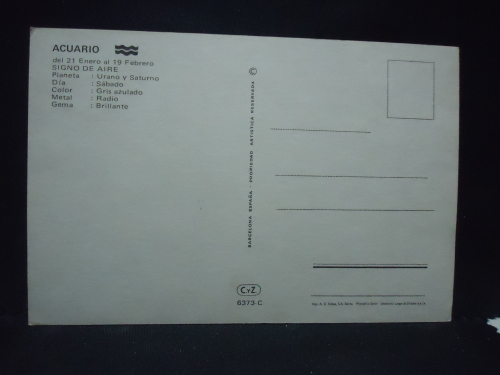 ACUARIO
del 21 Enero al 19 Febrero
SIGNO DE AIRE
Planeta : Urano y Saturno
Día : Sábado
Color : Gris azulado
Metal : Radio
Gema : Brillante
BARCELONA ESPAÑA - PROPIEDAD ARTISTICA RESERVADA ©
C.yZ.
6373-C